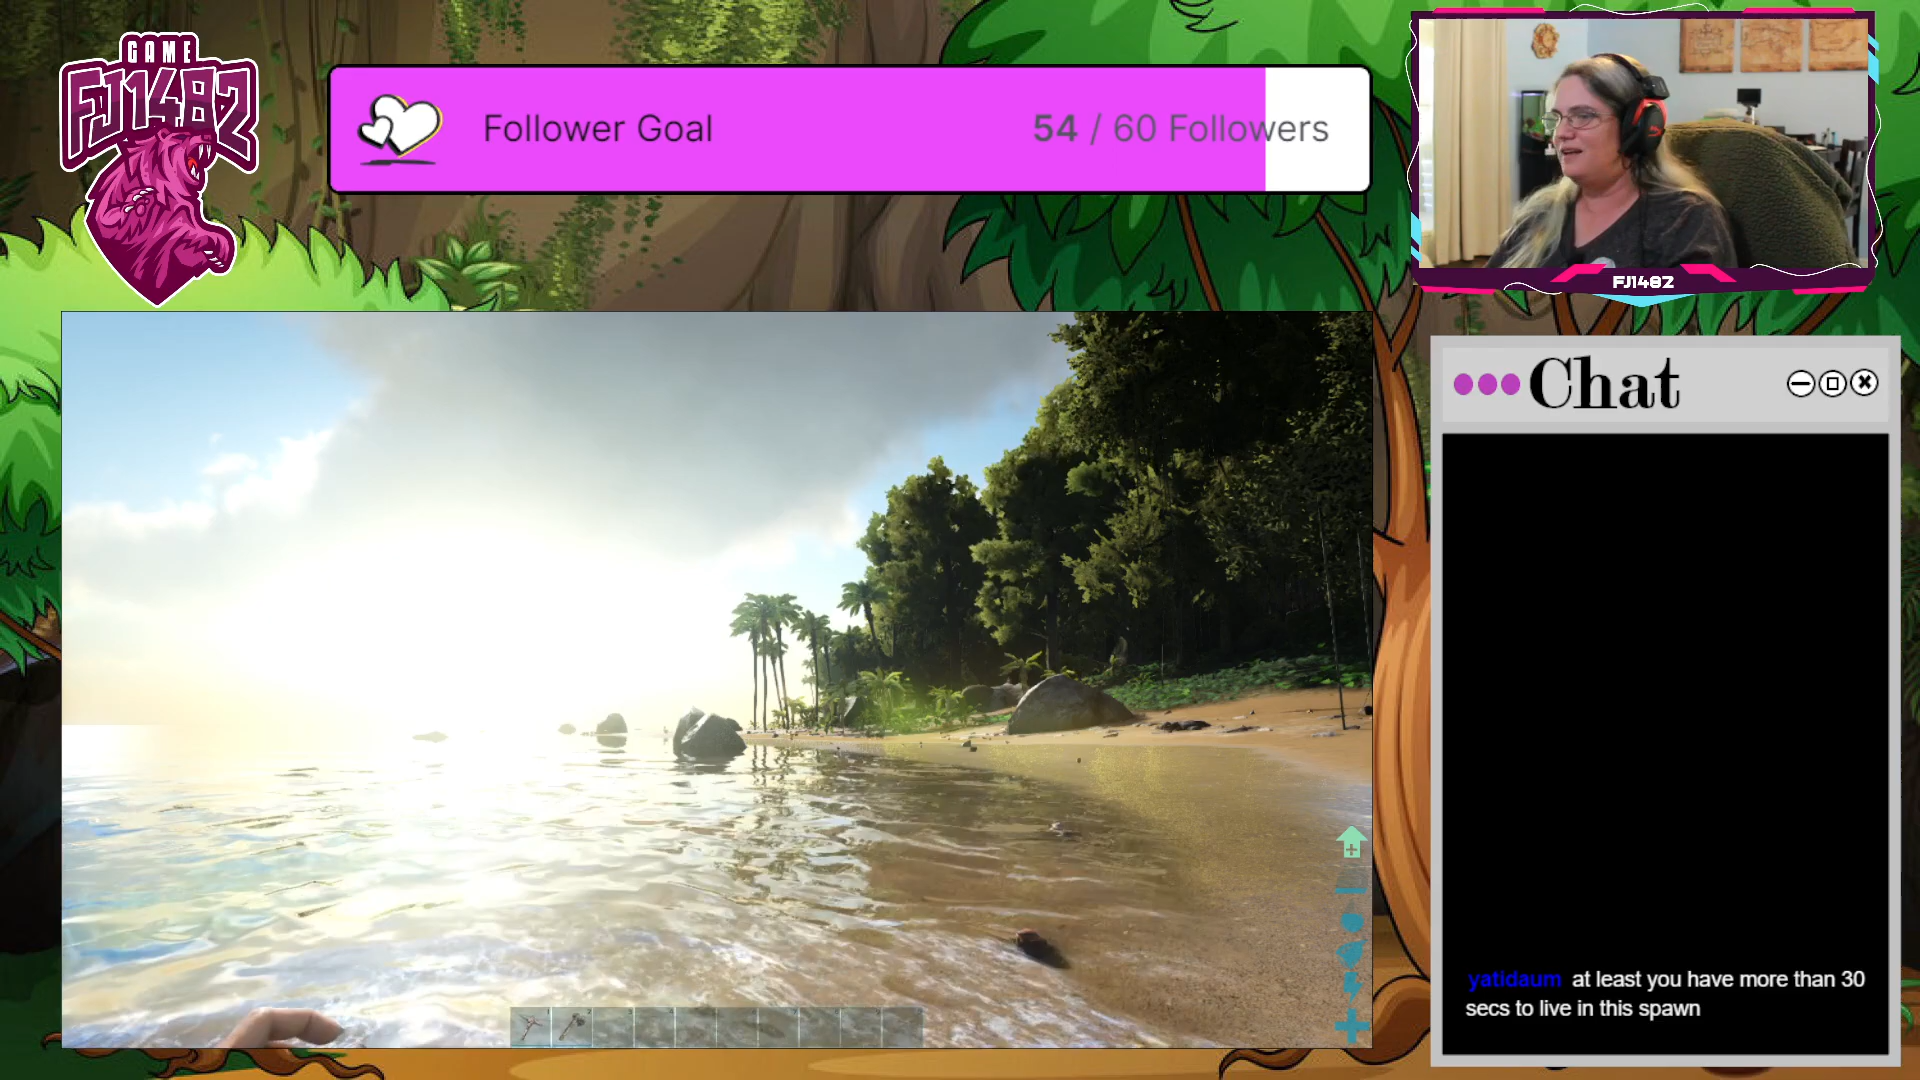 GAME
FJ1482
Follower Goal
54 / 60 Followers
FJ1482
Chat
yatidaum at least you have more than 30
secs to live in this spawn